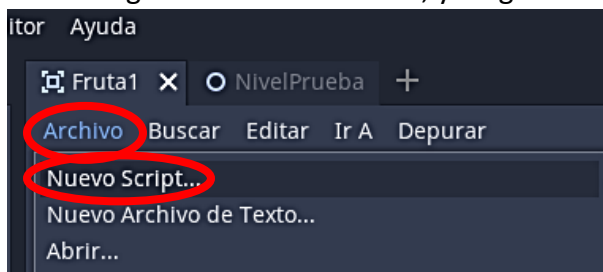 itor Ayuda
Fruta1 NivelPrueba
Archivo Buscar Editar Ir A Depurar
Nuevo Script...
Nuevo Archivo de Texto...
Abrir...